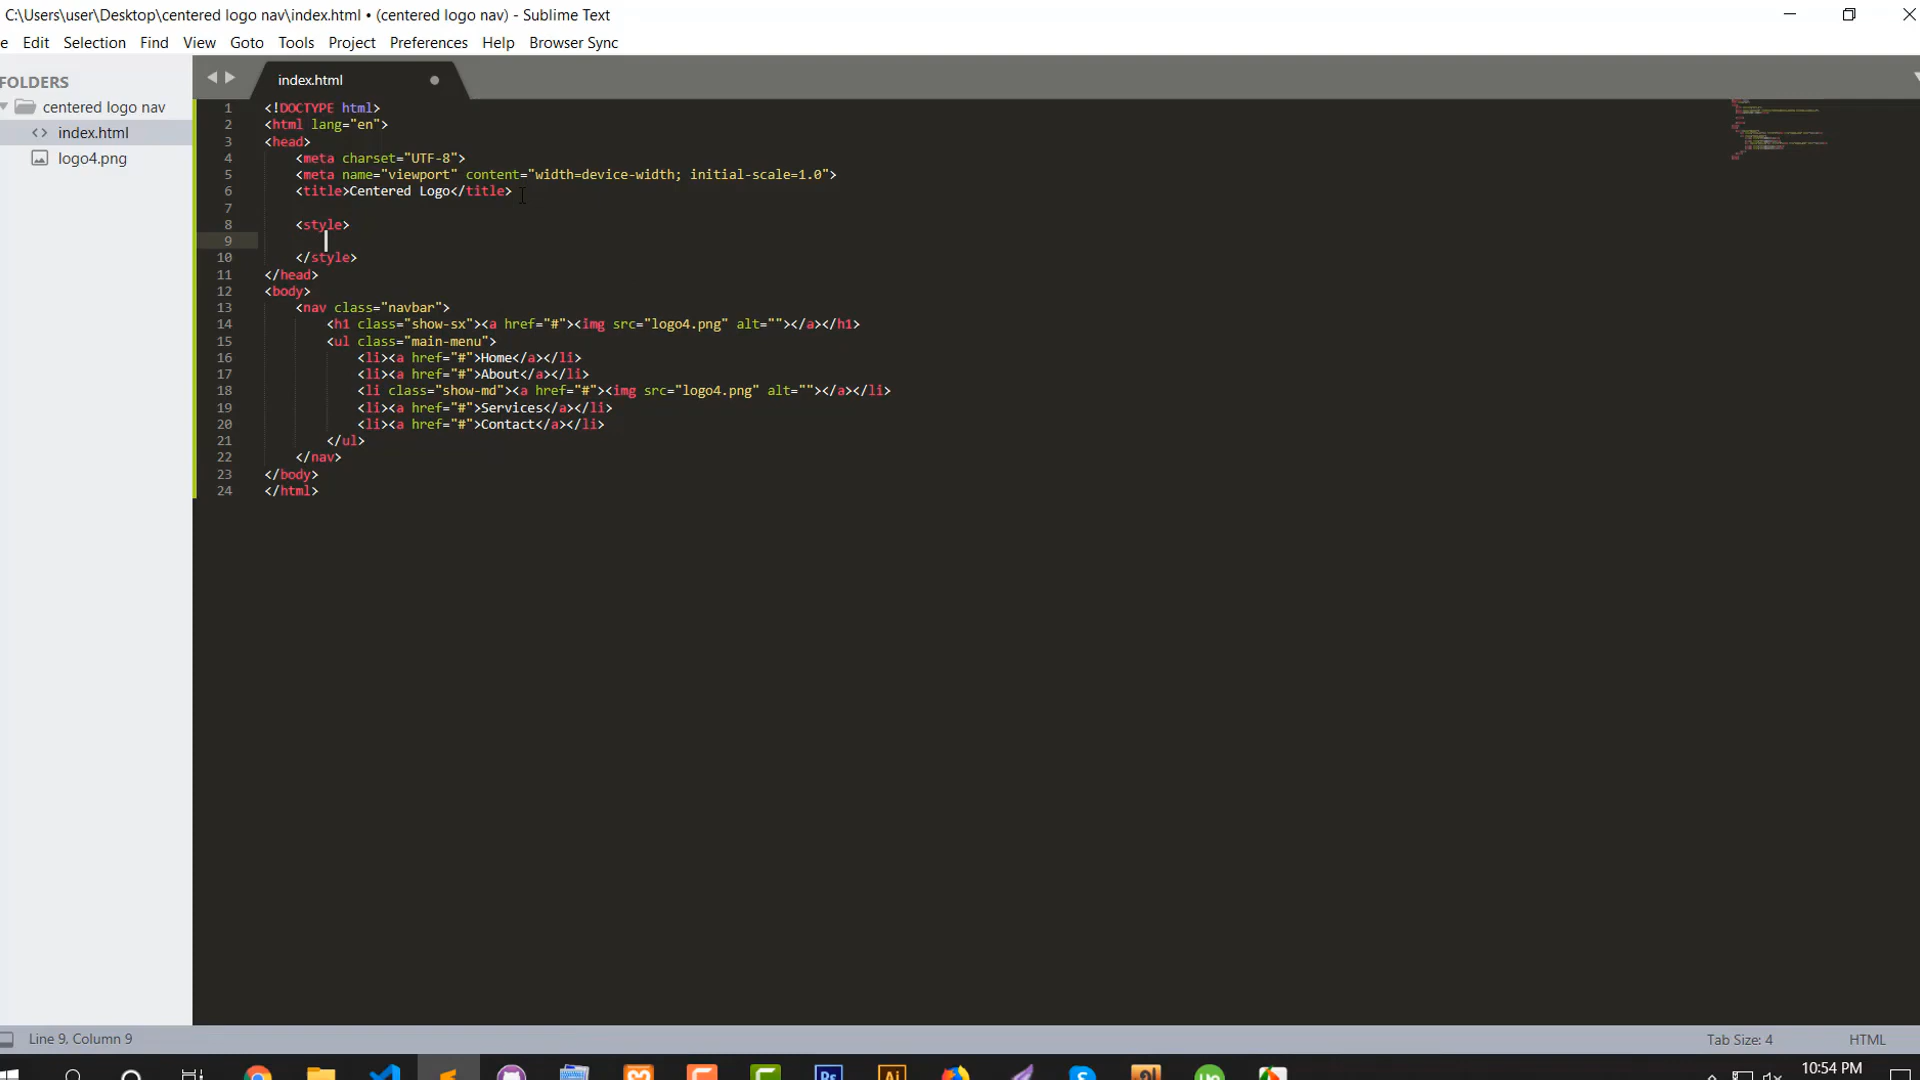 C:\Users\user\Desktop\centered logo nav\index.html • (centered logo nav) - Sublime Text
e Edit Selection Find View Goto Tools Project Preferences Help Browser Sync
FOLDERS
centered logo nav
index.html
logo4.png
index.html
1 <!DOCTYPE html>
2 <html lang="en">
3 <head>
4 <meta charset="UTF-8">
5 <meta name="viewport" content="width=device-width; initial-scale=1.0">
6 <title>Centered Logo</title>
7
8 <style>
9
10 </style>
11 </head>
12 <body>
13 <nav class="navbar">
14 <h1 class="show-sx"><a href="#"><img src="logo4.png" alt=""></a></h1>
15 <ul class="main-menu">
16 <li><a href="#">Home</a></li>
17 <li><a href="#">About</a></li>
18 <li class="show-md"><a href="#"><img src="logo4.png" alt=""></a></li>
19 <li><a href="#">Services</a></li>
20 <li><a href="#">Contact</a></li>
21 </ul>
22 </nav>
23 </body>
24 </html>
Line 9, Column 9
Tab Size: 4
HTML
Ps
Ai
10:54 PM